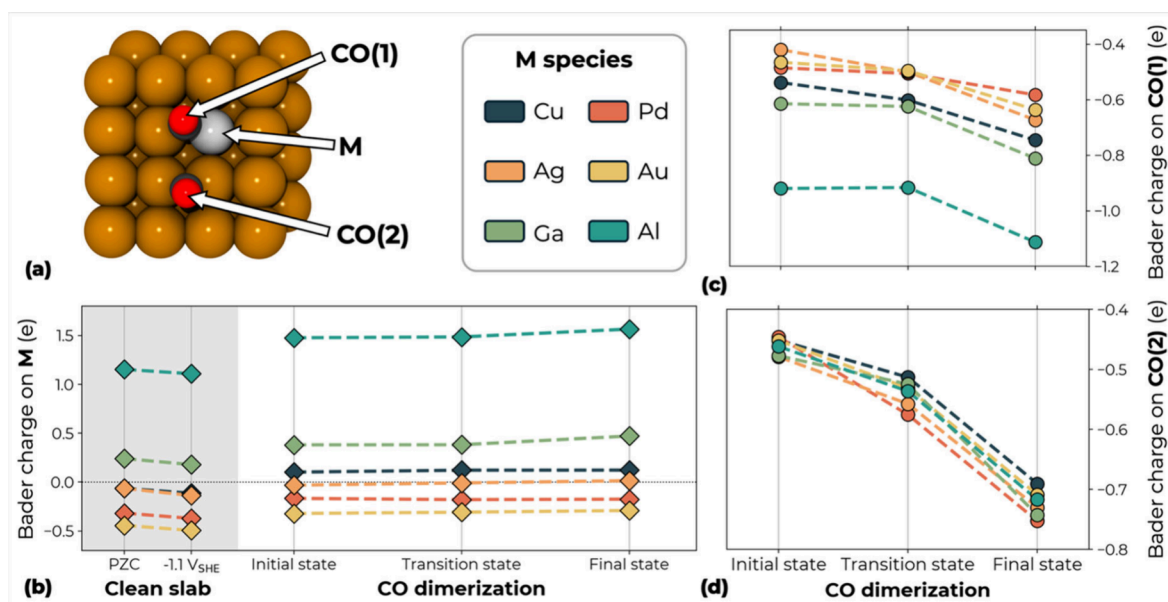 CO(1)
M
CO(2)
(a)
M species
Cu
Pd
Ag
Au
Ga
Al
Bader charge on CO(1) (e)
−0.4
−0.6
−0.8
−1.0
−1.2
(c)
Bader charge on M (e)
1.5
1.0
0.5
0.0
−0.5
PZC
-1.1 VSHE
Initial state
Transition state
Final state
(b)
Clean slab
CO dimerization
Bader charge on CO(2) (e)
−0.4
−0.5
−0.6
−0.7
−0.8
Initial state
Transition state
Final state
(d)
CO dimerization